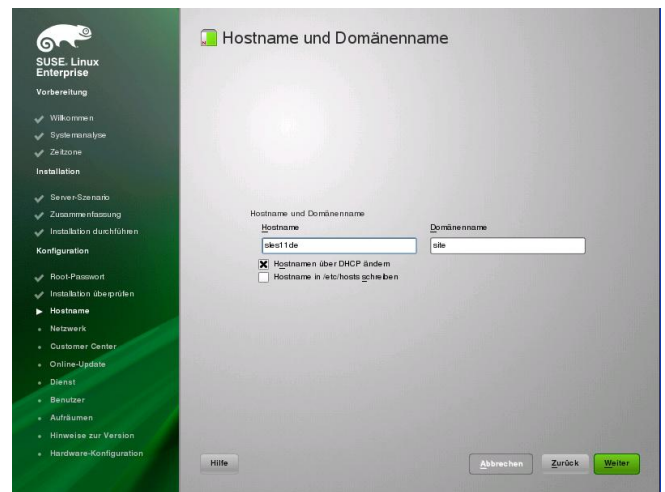 SUSE. Linux
Enterprise
Vorbereitung
Willkommen
Systemanalyse
Zeitzone
Installation
Server-Szenario
Zusammenfassung
Installation durchführen
Konfiguration
Root-Passwort
Installation überprüfen
Hostname
Netzwerk
Customer Center
Online-Update
Dienst
Benutzer
Aufräumen
Hinweise zur Version
Hardware-Konfiguration
Hostname und Domänenname
Hostname und Domänenname
Hostname Domänenname
sles11de site
Hostnamen über DHCP ändern
Hostname in /etc/hosts schreiben
Hilfe Abbrechen Zurück Weiter